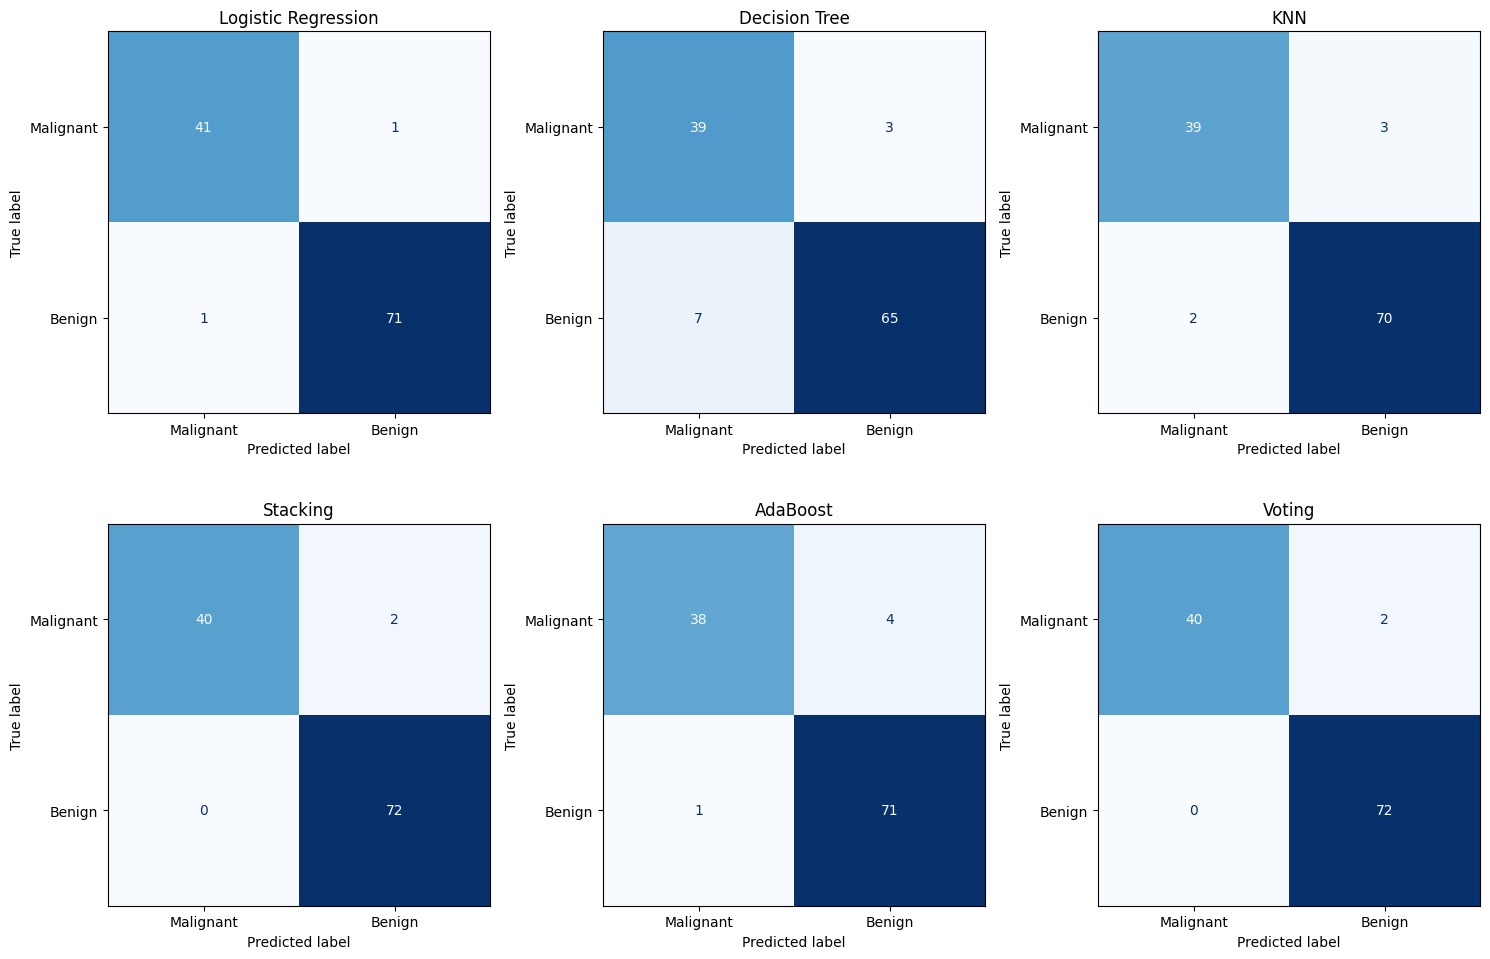 Logistic Regression
Malignant
41
1
Benign
1
71
True label
Malignant
Benign
Predicted label
Decision Tree
Malignant
39
3
Benign
7
65
True label
Malignant
Benign
Predicted label
KNN
Malignant
39
3
Benign
2
70
True label
Malignant
Benign
Predicted label
Stacking
Malignant
40
2
Benign
0
72
True label
Malignant
Benign
Predicted label
AdaBoost
Malignant
38
4
Benign
1
71
True label
Malignant
Benign
Predicted label
Voting
Malignant
40
2
Benign
0
72
True label
Malignant
Benign
Predicted label